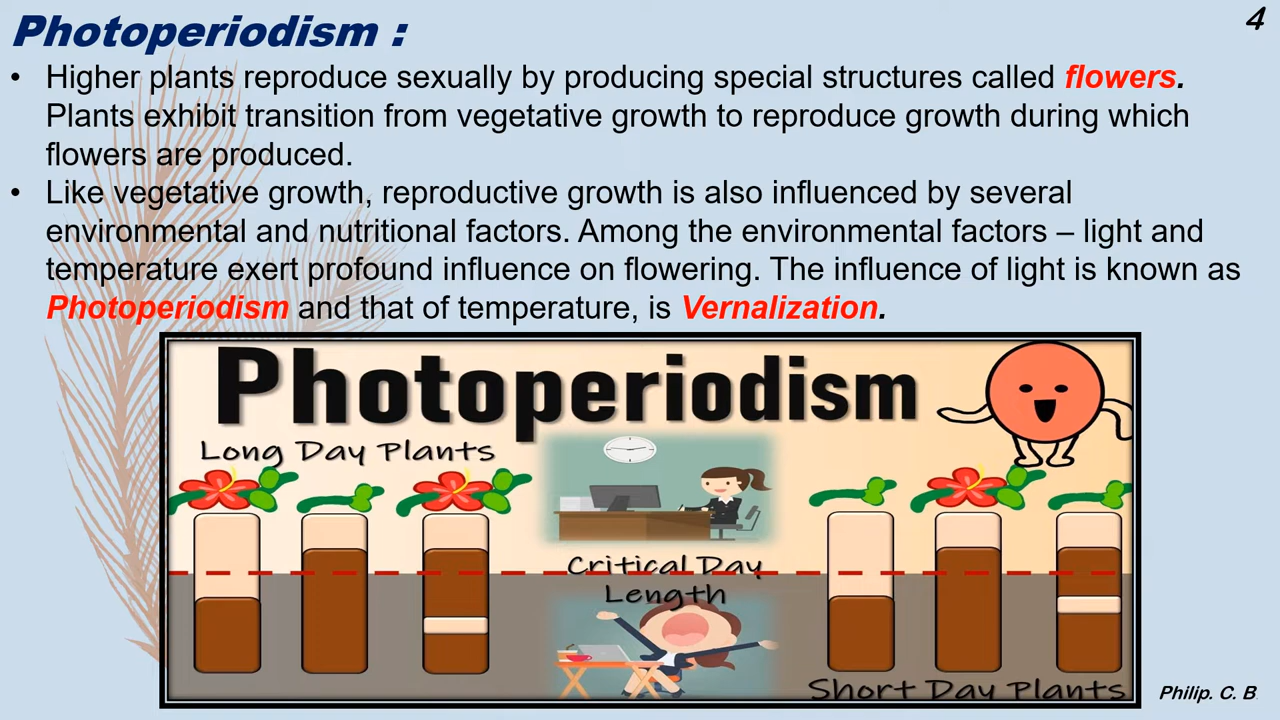 Photoperiodism :
4
• Higher plants reproduce sexually by producing special structures called flowers.
Plants exhibit transition from vegetative growth to reproduce growth during which
flowers are produced.
• Like vegetative growth, reproductive growth is also influenced by several
environmental and nutritional factors. Among the environmental factors – light and
temperature exert profound influence on flowering. The influence of light is known as
Photoperiodism and that of temperature, is Vernalization.
Photoperiodism
Long Day Plants
Critical Day
Length
Short Day Plants
Philip. C. B